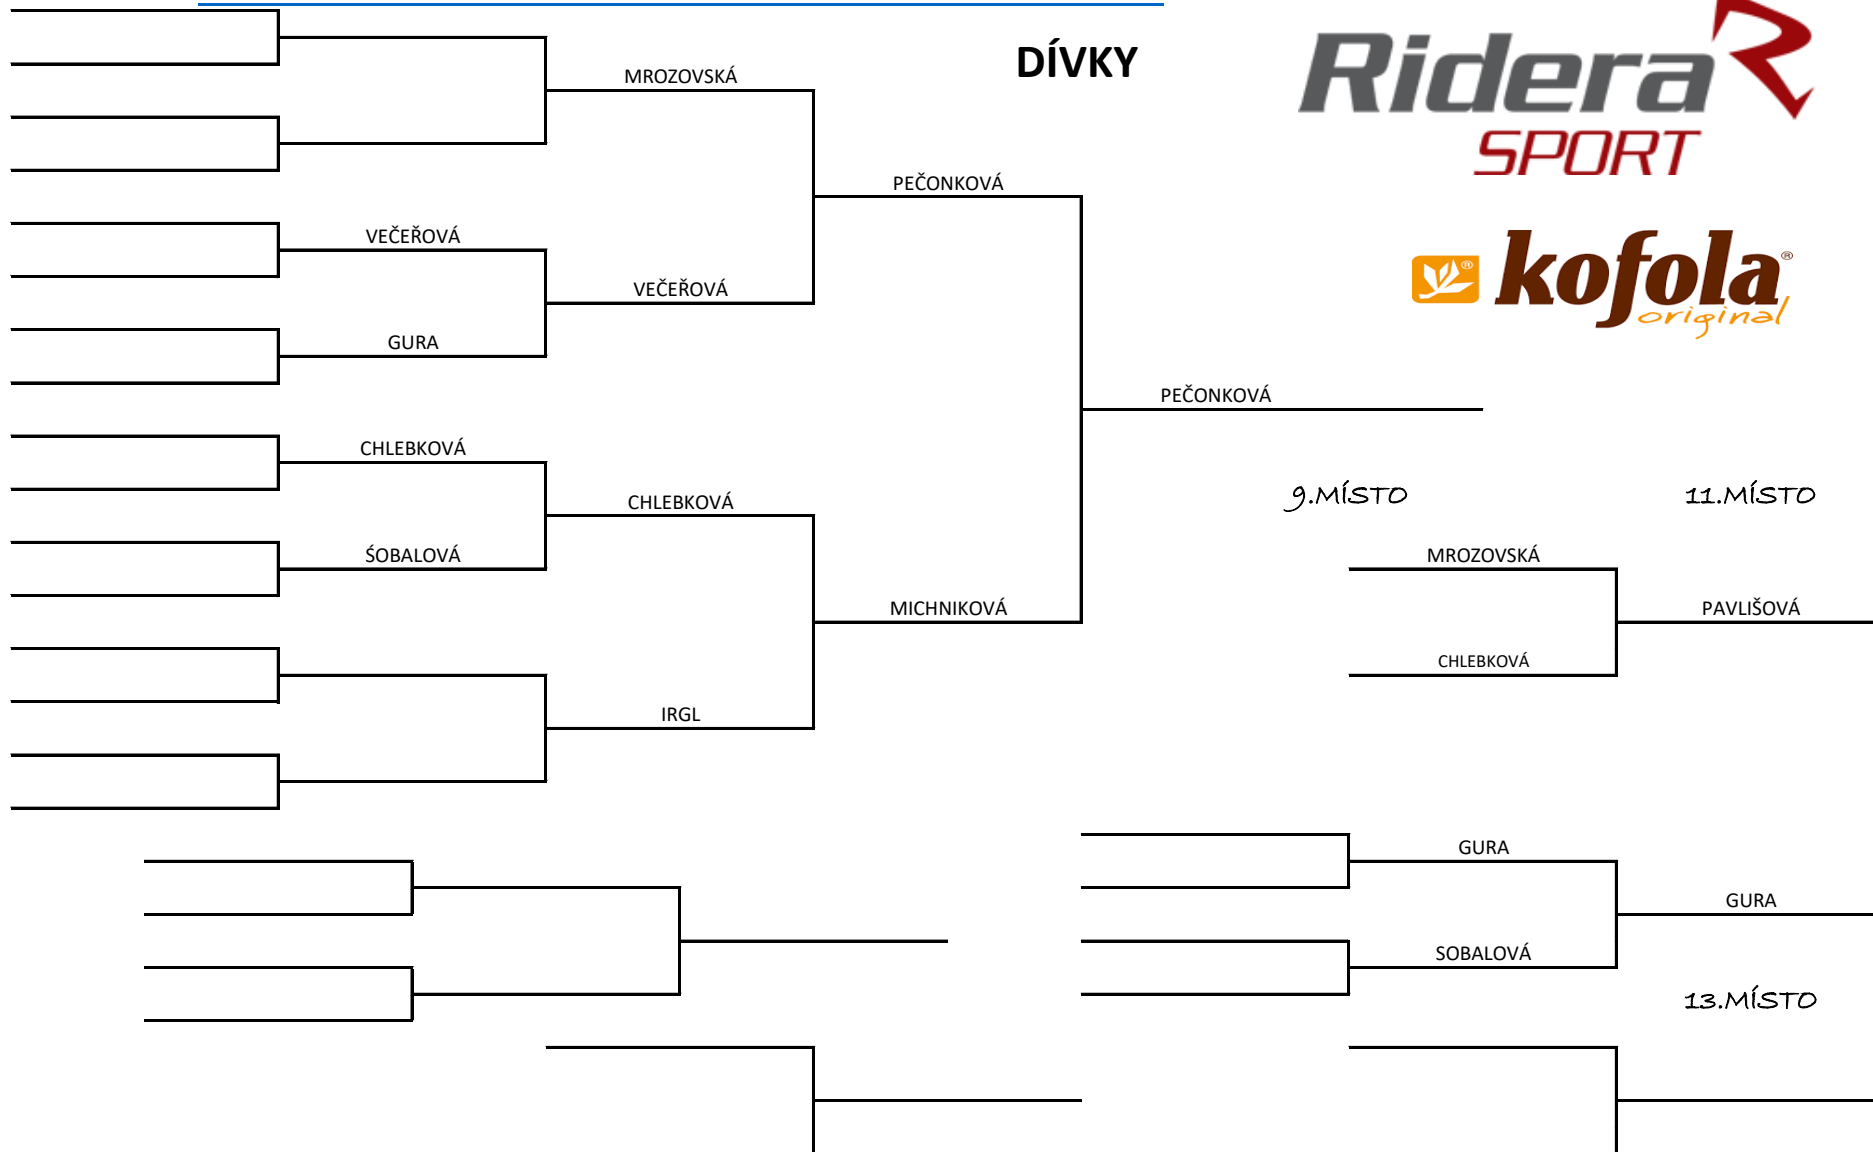 DÍVKY
Ridera
SPORT
MROZOVSKÁ
PEČONKOVÁ
VEČEŘOVÁ
kofola
original
VEČEŘOVÁ
GURA
PEČONKOVÁ
CHLEBKOVÁ
9.MÍSTO
11.MÍSTO
CHLEBKOVÁ
ŚOBALOVÁ
MROZOVSKÁ
MICHNIKOVÁ
PAVLIŠOVÁ
CHLEBKOVÁ
IRGL
GURA
GURA
SOBALOVÁ
13.MÍSTO